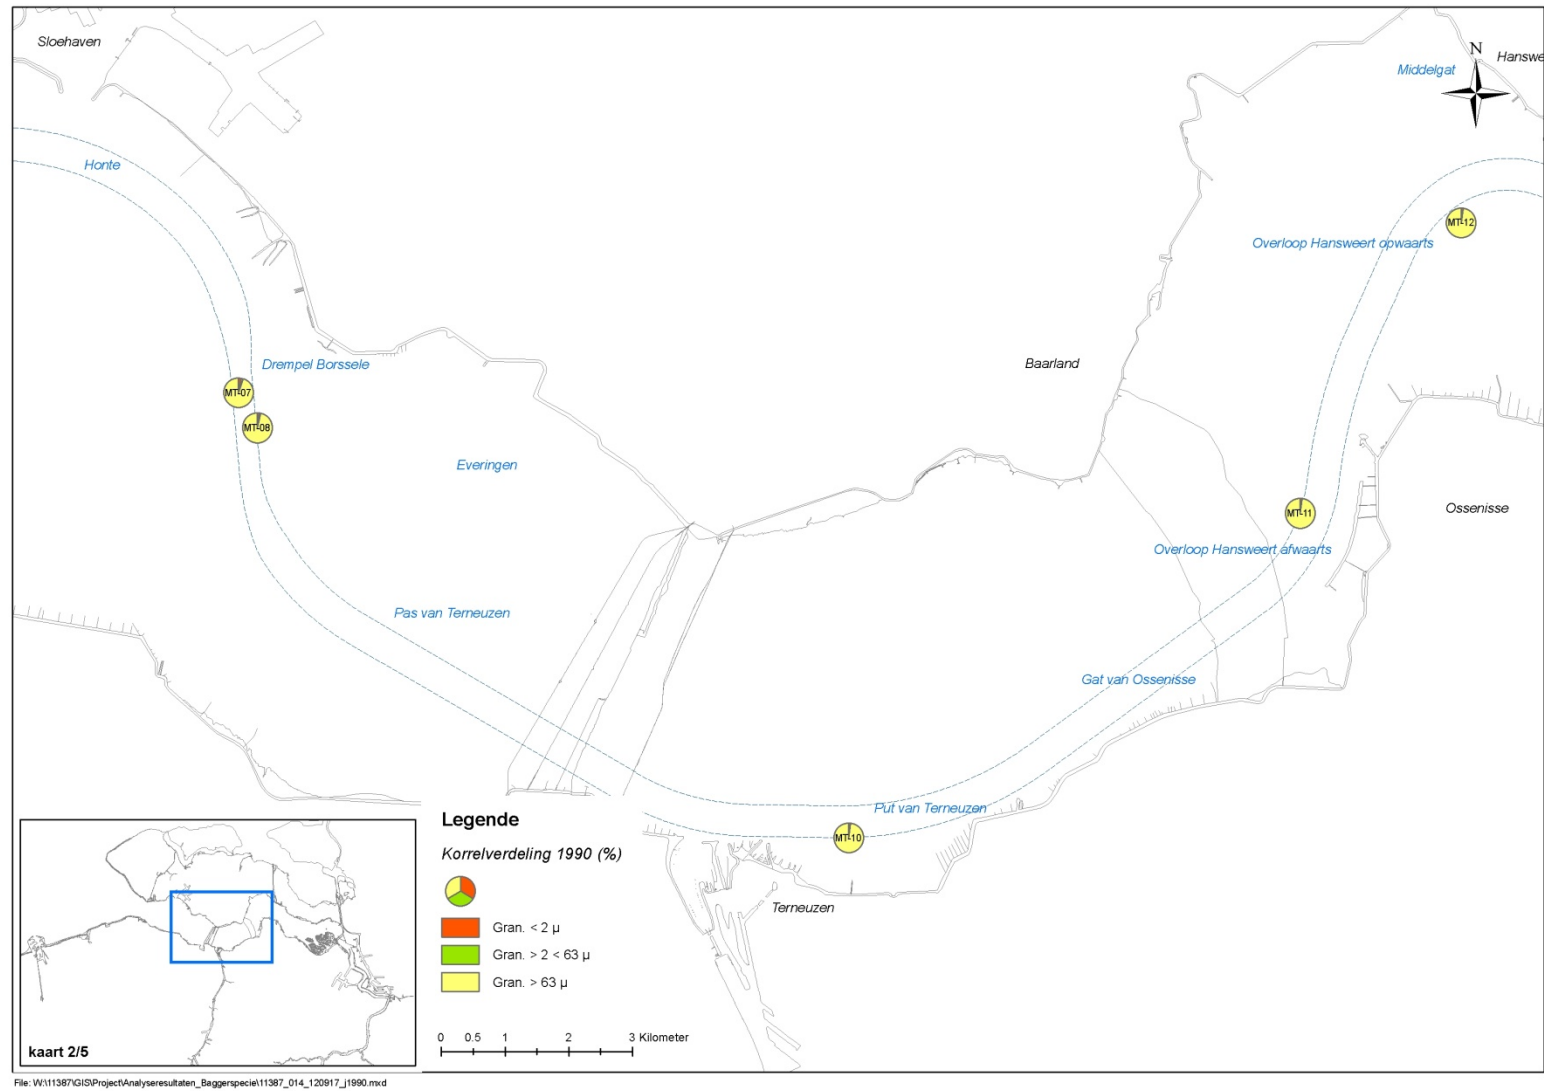 Sloehaven
N
Hanswe
Middelgat
Honte
MT-12
Overloop Hansweert opwaarts
Drempel Borssele
Baarland
MT-07
MT-08
Everingen
Ossenisse
MT-11
Overloop Hansweert afwaarts
Pas van Terneuzen
Gat van Ossenisse
Put van Terneuzen
MT-10
Terneuzen
Legende
Korrelverdeling 1990 (%)
Gran. < 2 µ
Gran. > 2 < 63 µ
Gran. > 63 µ
0 0.5 1 2 3 Kilometer
kaart 2/5
File: W:\11387\GIS\Project\Analyseresultaten_Baggerspecie\11387_014_120917_j1990.mxd